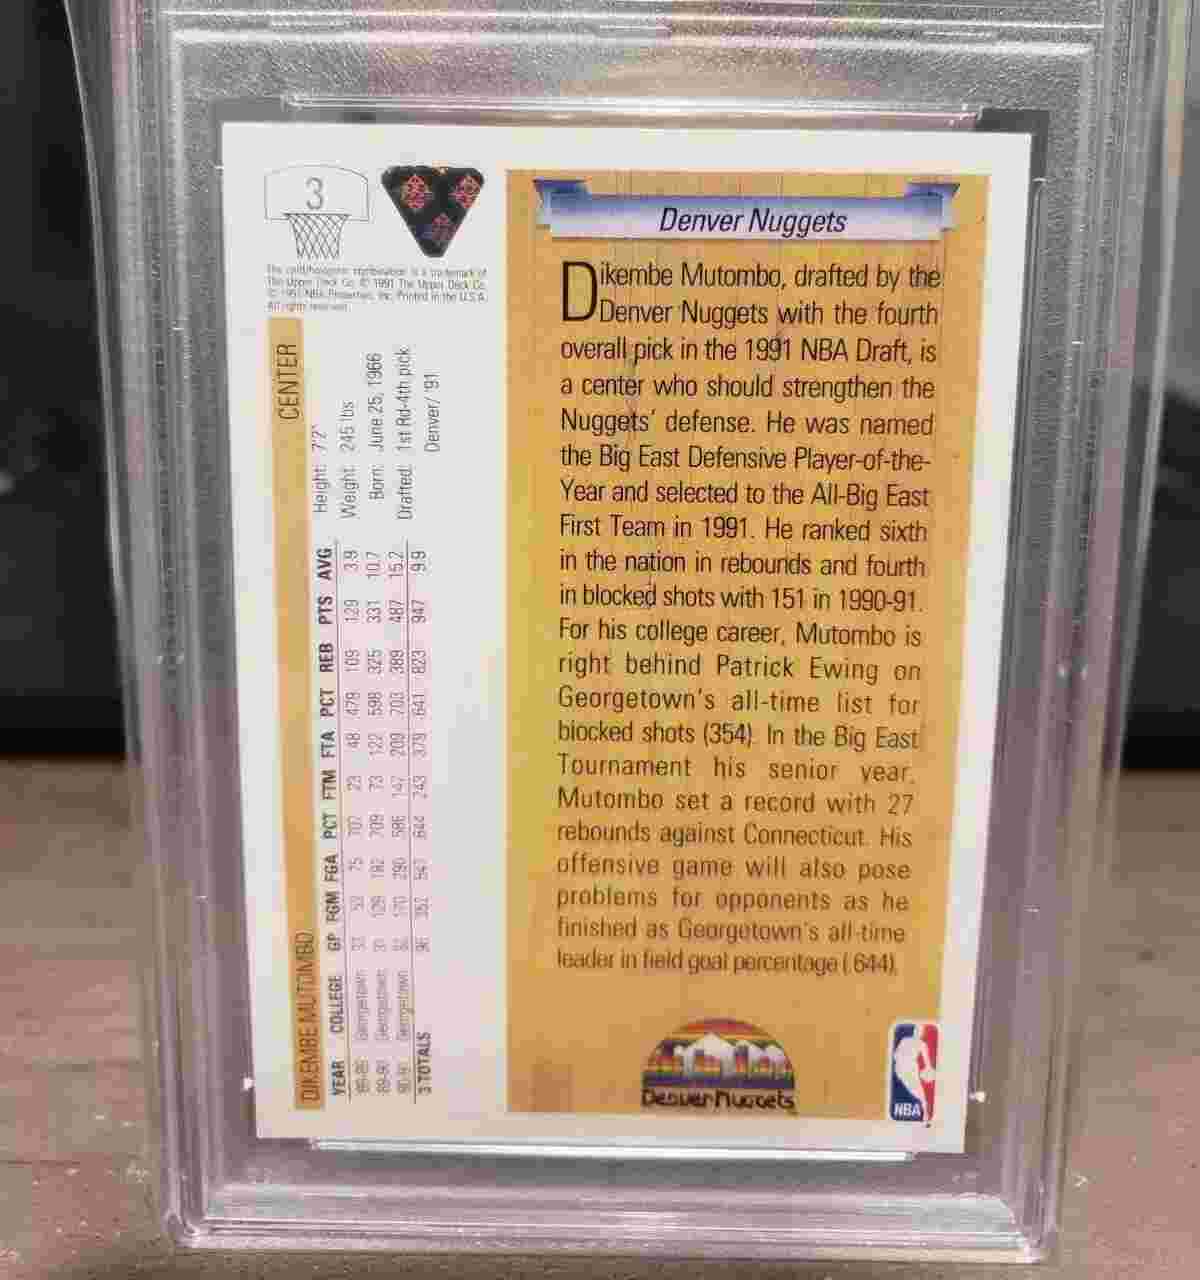 3
The card/hologram combination is a trademark of
The Upper Deck Co. © 1991 The Upper Deck Co.
© 1991 NBA Properties, Inc. Printed in the U.S.A.
All rights reserved.
DIKEMBE MUTOMBO CENTER
Height: 7'2"
Weight: 245 lbs
Born: June 25, 1966
Drafted: 1st Rd-4th pick
Denver/ '91
YEAR COLLEGE GP FGM FGA PCT FTM FTA PCT REB PTS AVG
88-89 Georgetown 33 53 75 .707 23 48 .479 109 129 3.9
89-90 Georgetown 129 182 .709 73 122 .598 325 331 10.7
90-91 Georgetown 170 290 .586 147 209 .703 389 487 15.2
3 TOTALS 96 352 547 .644 243 379 .641 823 947 9.9
Denver Nuggets
Dikembe Mutombo, drafted by the
Denver Nuggets with the fourth
overall pick in the 1991 NBA Draft, is
a center who should strengthen the
Nuggets' defense. He was named
the Big East Defensive Player-of-the-
Year and selected to the All-Big East
First Team in 1991. He ranked sixth
in the nation in rebounds and fourth
in blocked shots with 151 in 1990-91.
For his college career, Mutombo is
right behind Patrick Ewing on
Georgetown's all-time list for
blocked shots (354). In the Big East
Tournament his senior year,
Mutombo set a record with 27
rebounds against Connecticut. His
offensive game will also pose
problems for opponents as he
finished as Georgetown's all-time
leader in field goal percentage (.644).
Denver Nuggets
NBA